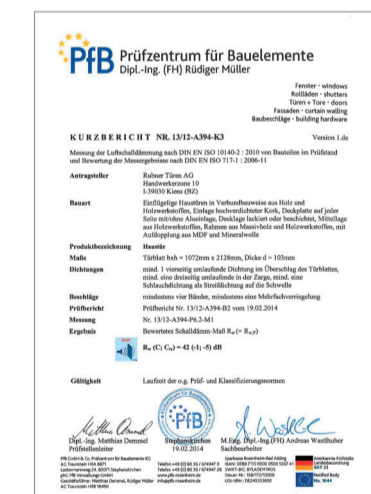 PfB Prüfzentrum für Bauelemente
Dipl.-Ing. (FH) Rüdiger Müller
Fenster · windows
Rollläden · shutters
Türen + Tore · doors
Fassaden · curtain walling
Baubeschläge · building hardware
KURZBERICHT NR. 13/12-A394-K3 Version 1.de
Messung der Luftschalldämmung nach DIN EN ISO 10140-2 : 2010 von Bauteilen im Prüfstand
und Bewertung der Messergebnisse nach DIN EN ISO 717-1 : 2006-11
Antragsteller Rubner Türen AG
Handwerkerzone 10
I-39030 Kiens (BZ)
Bauart Einflügelige Haustüren in Verbundbauweise aus Holz und
Holzwerkstoffen, Einlage hochverdichteter Kork, Deckplatte auf jeder
Seite mit/ohne Alueinlage, Decklage lackiert oder beschichtet, Mittellage
aus Holzwerkstoffen, Rahmen aus Massivholz und Holzwerkstoffen, mit
Aufdopplung aus MDF und Mineralwolle
Produktbezeichnung Haustür
Maße Türblatt bxh = 1072mm x 2128mm, Dicke d = 103mm
Dichtungen mind. 1 vierseitig umlaufende Dichtung im Überschlag des Türblattes,
mind. eine dreiseitig umlaufende in der Zarge, mind. eine
Schlauchdichtung als Streifdichtung auf die Schwelle
Beschläge mindestens vier Bänder, mindestens eine Mehrfachverriegelung
Prüfbericht Prüfbericht Nr. 13/12-A394-B2 vom 19.02.2014
Messung Nr. 13/12-A394-P6.2-M1
Ergebnis Bewertetes Schalldämm-Maß Rw (= Rw,P)
Rw (C; Ctr) = 42 (-1; -5) dB
Gültigkeit Laufzeit der o.g. Prüf- und Klassifizierungsnormen
PfB
Dipl.-Ing. Matthias Demmel Stephanskirchen M.Eng. Dipl.-Ing.(FH) Andreas Wasthuber
Prüfstellenleiter 19.02.2014 Sachbearbeiter